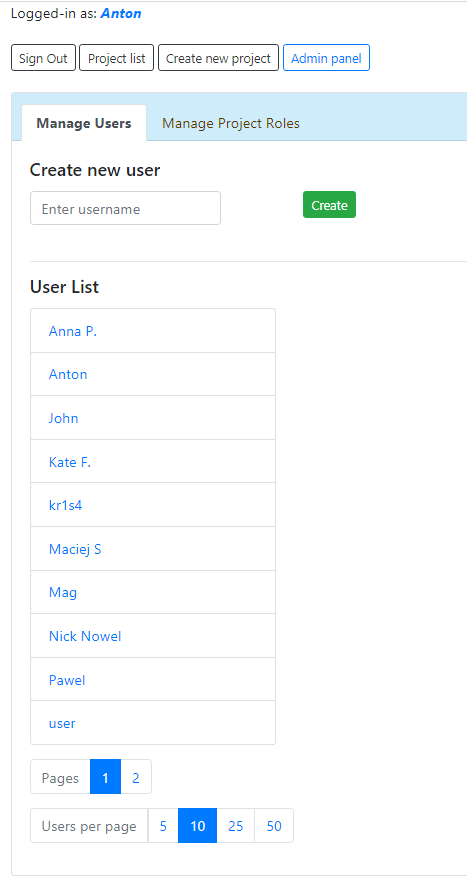 Logged-in as: Anton
Sign Out Project list Create new project Admin panel
Manage Users Manage Project Roles
Create new user
Enter username Create
User List
Anna P.
Anton
John
Kate F.
kr1s4
Maciej S
Mag
Nick Nowel
Pawel
user
Pages 1 2
Users per page 5 10 25 50